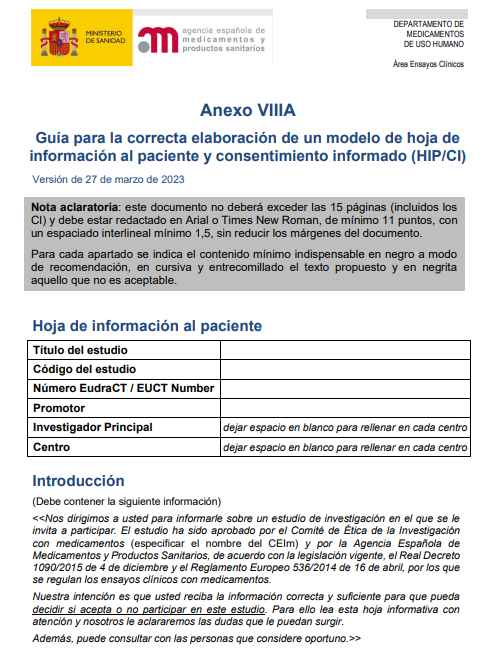 MINISTERIO
DE SANIDAD
agencia española de
medicamentos y
productos sanitarios
DEPARTAMENTO DE
MEDICAMENTOS
DE USO HUMANO
Área Ensayos Clínicos
Anexo VIIIA
Guía para la correcta elaboración de un modelo de hoja de
información al paciente y consentimiento informado (HIP/CI)
Versión de 27 de marzo de 2023
Nota aclaratoria: este documento no deberá exceder las 15 páginas (incluidos los
CI) y debe estar redactado en Arial o Times New Roman, de mínimo 11 puntos, con
un espaciado interlineal mínimo 1,5, sin reducir los márgenes del documento.
Para cada apartado se indica el contenido mínimo indispensable en negro a modo
de recomendación, en cursiva y entrecomillado el texto propuesto y en negrita
aquello que no es aceptable.
Hoja de información al paciente
Título del estudio
Código del estudio
Número EudraCT / EUCT Number
Promotor
Investigador Principal dejar espacio en blanco para rellenar en cada centro
Centro dejar espacio en blanco para rellenar en cada centro
Introducción
(Debe contener la siguiente información)
<<Nos dirigimos a usted para informarle sobre un estudio de investigación en el que se le
invita a participar. El estudio ha sido aprobado por el Comité de Ética de la Investigación
con medicamentos (especificar el nombre del CEIm) y por la Agencia Española de
Medicamentos y Productos Sanitarios, de acuerdo con la legislación vigente, el Real Decreto
1090/2015 de 4 de diciembre y el Reglamento Europeo 536/2014 de 16 de abril, por los que
se regulan los ensayos clínicos con medicamentos.
Nuestra intención es que usted reciba la información correcta y suficiente para que pueda
decidir si acepta o no participar en este estudio. Para ello lea esta hoja informativa con
atención y nosotros le aclararemos las dudas que le puedan surgir.
Además, puede consultar con las personas que considere oportuno.>>